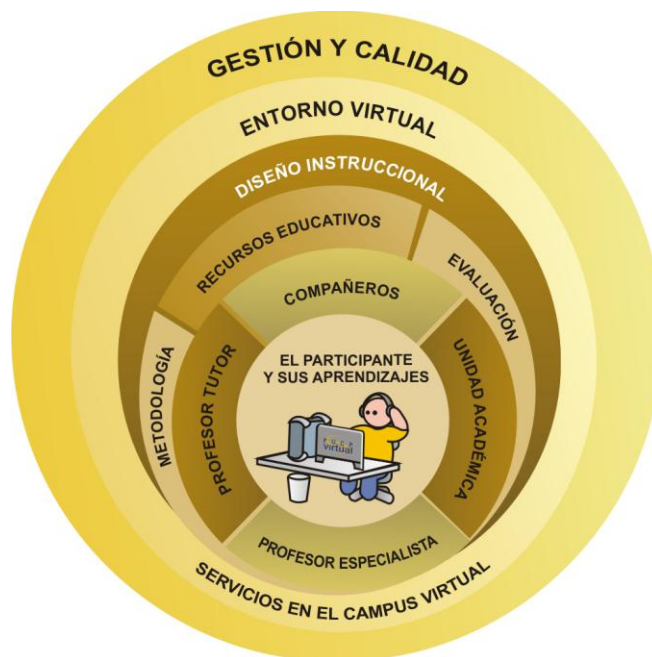 GESTIÓN Y CALIDAD
ENTORNO VIRTUAL
DISEÑO INSTRUCCIONAL
RECURSOS EDUCATIVOS
EVALUACIÓN
METODOLOGÍA
COMPAÑEROS
PROFESOR TUTOR
UNIDAD ACADÉMICA
EL PARTICIPANTE
Y SUS APRENDIZAJES
virtual
PROFESOR ESPECIALISTA
SERVICIOS EN EL CAMPUS VIRTUAL